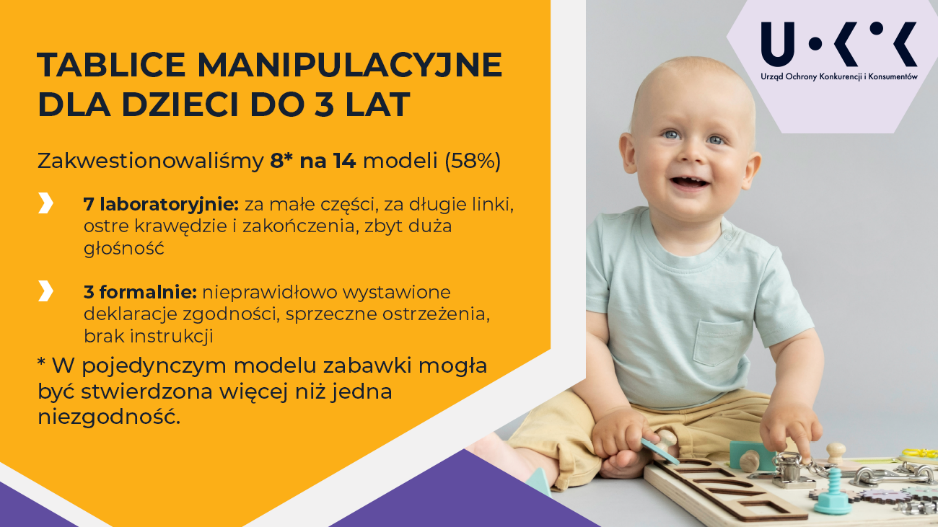 TABLICE MANIPULACYJNE
DLA DZIECI DO 3 LAT
Zakwestionowaliśmy 8* na 14 modeli (58%)
7 laboratoryjnie: za małe części, za długie linki,
ostre krawędzie i zakończenia, zbyt duża
głośność
3 formalnie: nieprawidłowo wystawione
deklaracje zgodności, sprzeczne ostrzeżenia,
brak instrukcji
* W pojedynczym modelu zabawki mogła
być stwierdzona więcej niż jedna
niezgodność.
UOKiK
Urząd Ochrony Konkurencji i Konsumentów